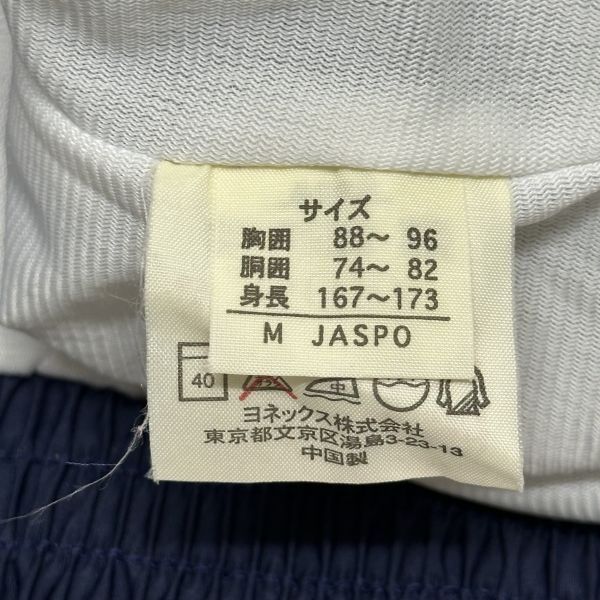 サイズ
胸囲 88〜 96
胴囲 74〜 82
身長 167〜173
M JASPO
40 中
ヨネックス株式会社
東京都文京区湯島3-23-13
中国製